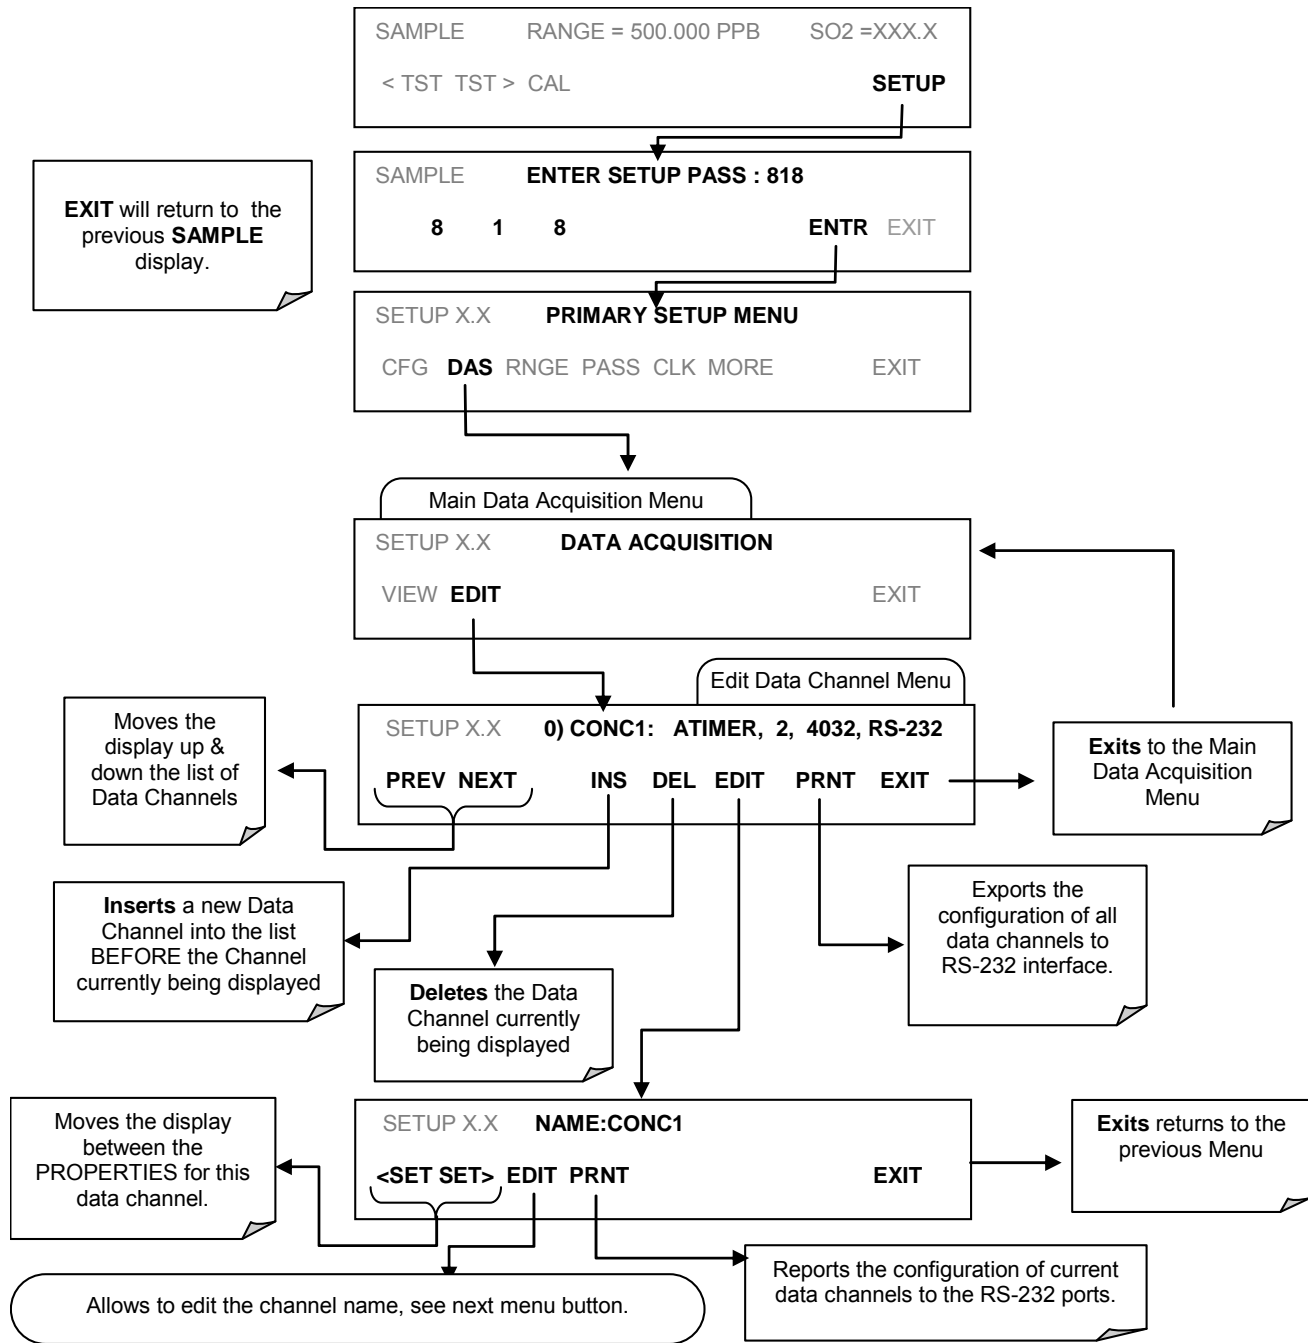 SAMPLE RANGE = 500.000 PPB SO2 =XXX.X
< TST TST > CAL SETUP
SAMPLE ENTER SETUP PASS : 818
8 1 8 ENTR EXIT
EXIT will return to the
previous SAMPLE
display.
SETUP X.X PRIMARY SETUP MENU
CFG DAS RNGE PASS CLK MORE EXIT
Main Data Acquisition Menu
SETUP X.X DATA ACQUISITION
VIEW EDIT EXIT
Edit Data Channel Menu
SETUP X.X 0) CONC1: ATIMER, 2, 4032, RS-232
PREV NEXT INS DEL EDIT PRNT EXIT
Moves the
display up &
down the list of
Data Channels
Exits to the Main
Data Acquisition
Menu
Inserts a new Data
Channel into the list
BEFORE the Channel
currently being displayed
Deletes the Data
Channel currently
being displayed
Exports the
configuration of all
data channels to
RS-232 interface.
Moves the display
between the
PROPERTIES for this
data channel.
SETUP X.X NAME:CONC1
<SET SET> EDIT PRNT EXIT
Exits returns to the
previous Menu
Allows to edit the channel name, see next menu button.
Reports the configuration of current
data channels to the RS-232 ports.